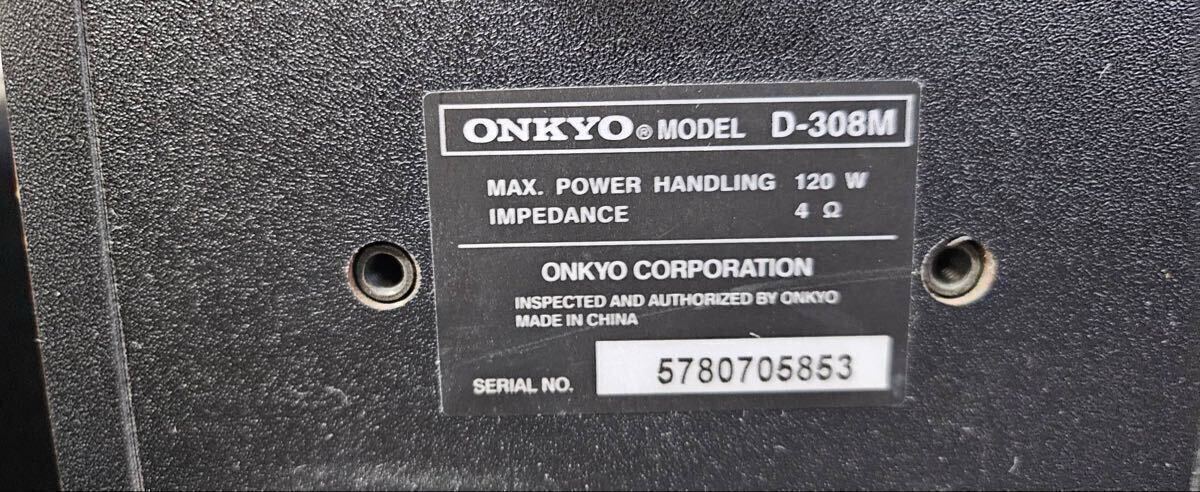 ONKYO® MODEL D-308M
MAX. POWER HANDLING 120 W
IMPEDANCE 4 Ω
ONKYO CORPORATION
INSPECTED AND AUTHORIZED BY ONKYO
MADE IN CHINA
SERIAL NO. 5780705853